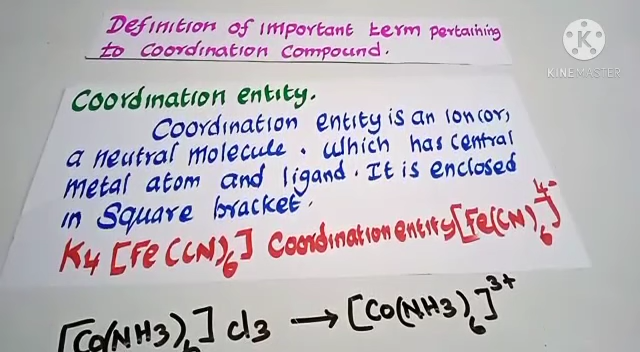 Definition of important term pertaining
to coordination compound.
K
KINEMASTER
Coordination entity.
Coordination entity is an ion (or)
a neutral molecule. which has central
metal atom and ligand. It is enclosed
in Square bracket.
K4 [Fe (CN)6] Coordination entity [Fe(CN)6]4-
[Co(NH3)6] Cl3 → [Co(NH3)6]3+